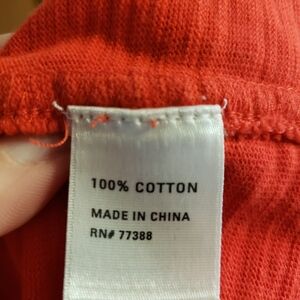 100% COTTON
MADE IN CHINA
RN# 77388